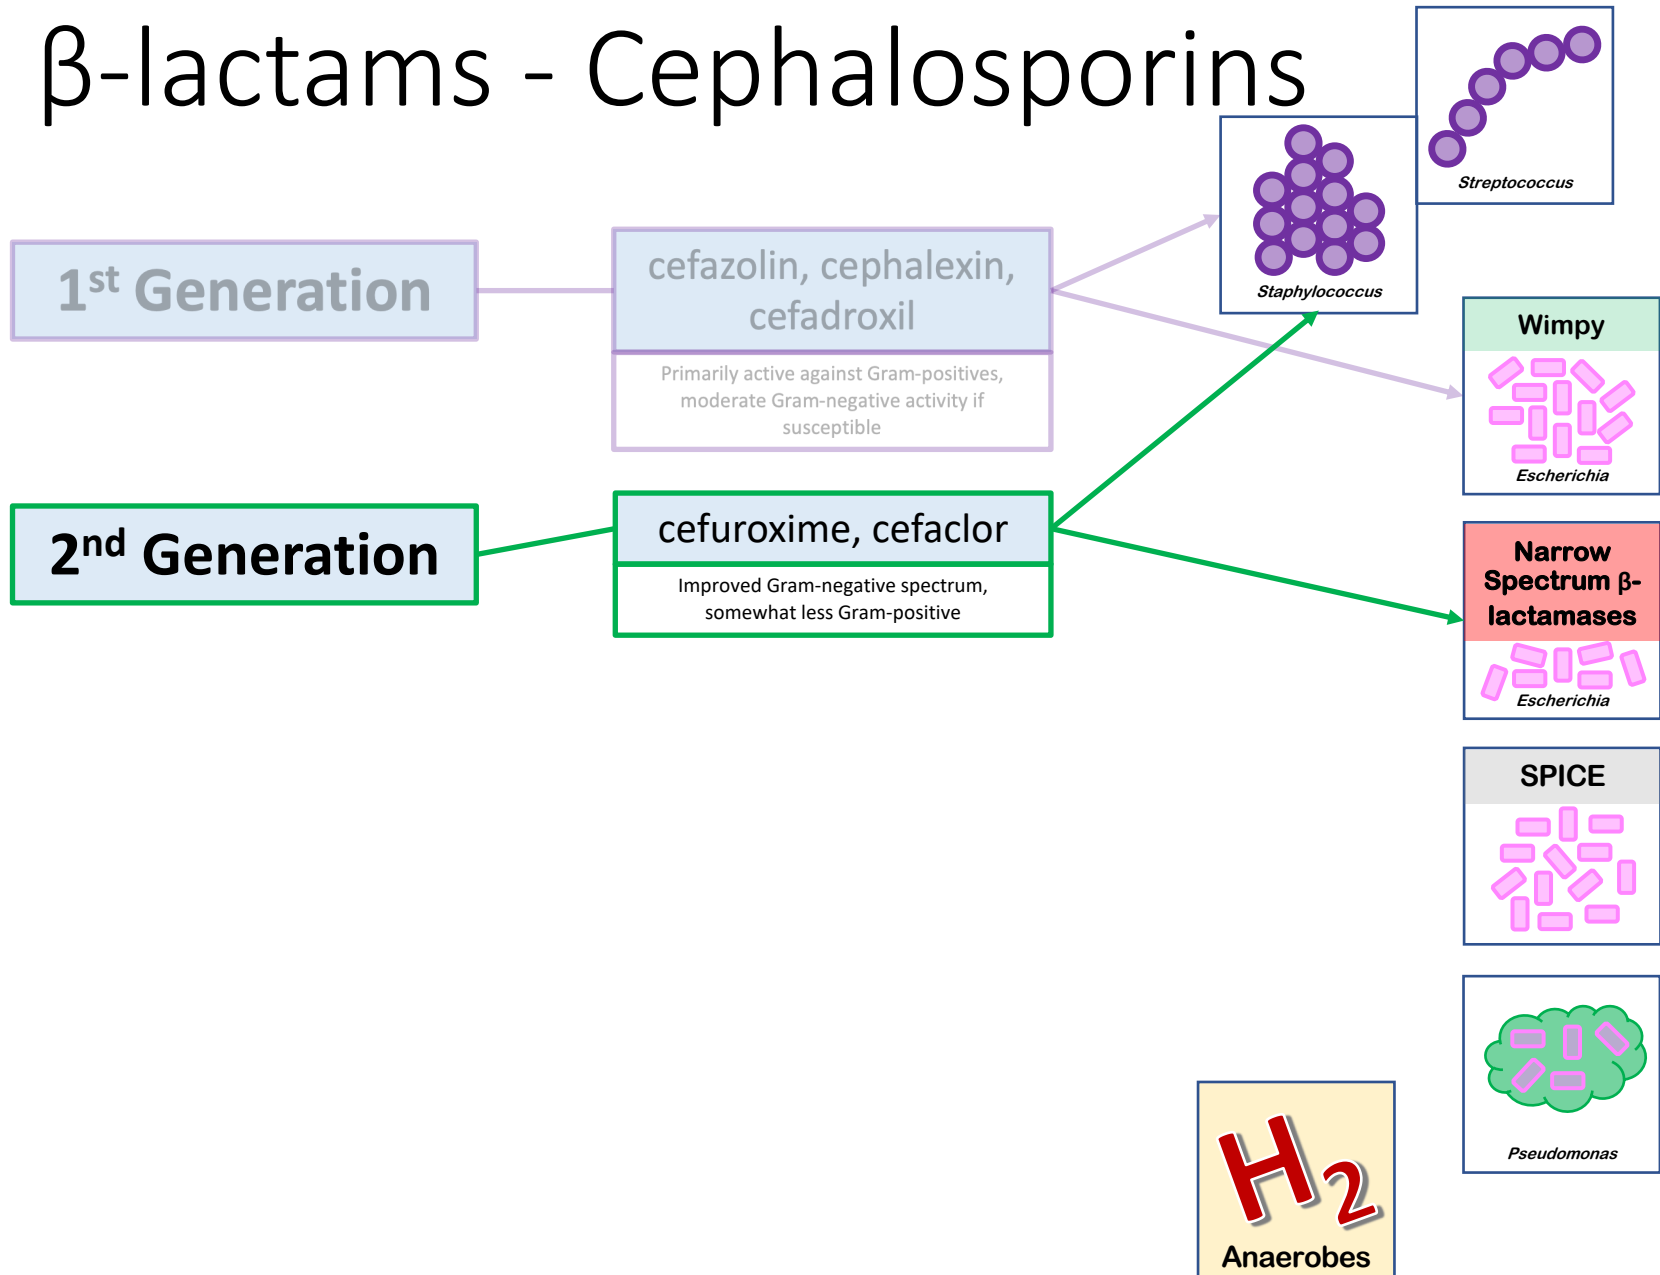 β-lactams - Cephalosporins
Streptococcus
Staphylococcus
1st Generation
cefazolin, cephalexin,
cefadroxil
Primarily active against Gram-positives,
moderate Gram-negative activity if
susceptible
Wimpy
Escherichia
2nd Generation
cefuroxime, cefaclor
Improved Gram-negative spectrum,
somewhat less Gram-positive
Narrow
Spectrum β-
lactamases
Escherichia
SPICE
Pseudomonas
H2
Anaerobes